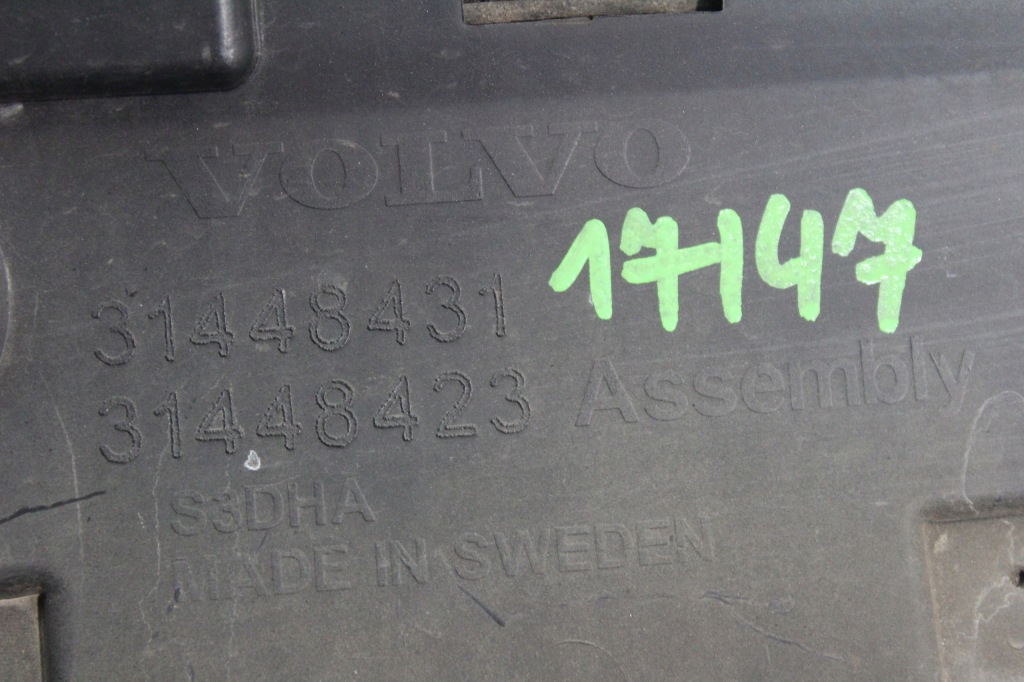 VOLVO
17147
31448431
31448423 Assembly
S3DHA
MADE IN SWEDEN